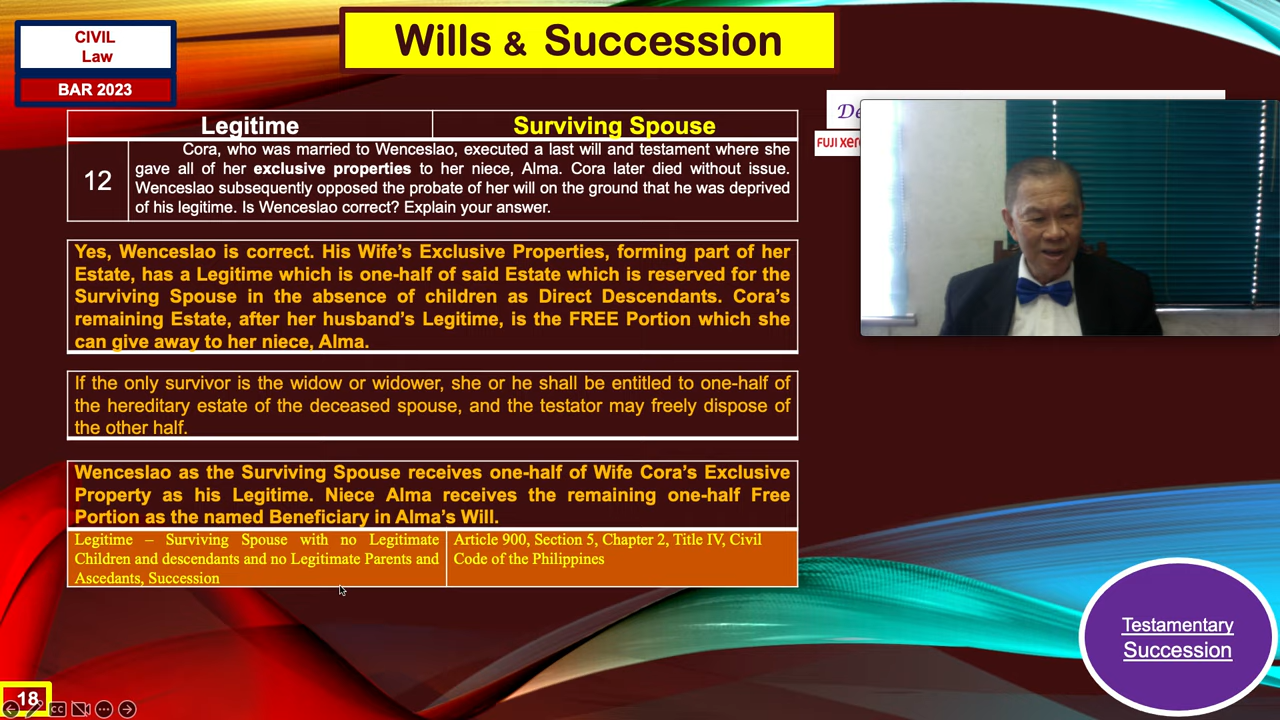 CIVIL
Law
BAR 2023
Wills & Succession
De
FUJI xer
Legitime Surviving Spouse
12
Cora, who was married to Wenceslao, executed a last will and testament where she
gave all of her exclusive properties to her niece, Alma. Cora later died without issue.
Wenceslao subsequently opposed the probate of her will on the ground that he was deprived
of his legitime. Is Wenceslao correct? Explain your answer.
Yes, Wenceslao is correct. His Wife's Exclusive Properties, forming part of her
Estate, has a Legitime which is one-half of said Estate which is reserved for the
Surviving Spouse in the absence of children as Direct Descendants. Cora's
remaining Estate, after her husband's Legitime, is the FREE Portion which she
can give away to her niece, Alma.
If the only survivor is the widow or widower, she or he shall be entitled to one-half of
the hereditary estate of the deceased spouse, and the testator may freely dispose of
the other half.
Wenceslao as the Surviving Spouse receives one-half of Wife Cora's Exclusive
Property as his Legitime. Niece Alma receives the remaining one-half Free
Portion as the named Beneficiary in Alma's Will.
Legitime – Surviving Spouse with no Legitimate
Children and descendants and no Legitimate Parents and
Ascedants, Succession
Article 900, Section 5, Chapter 2, Title IV, Civil
Code of the Philippines
Testamentary
Succession
18
CC